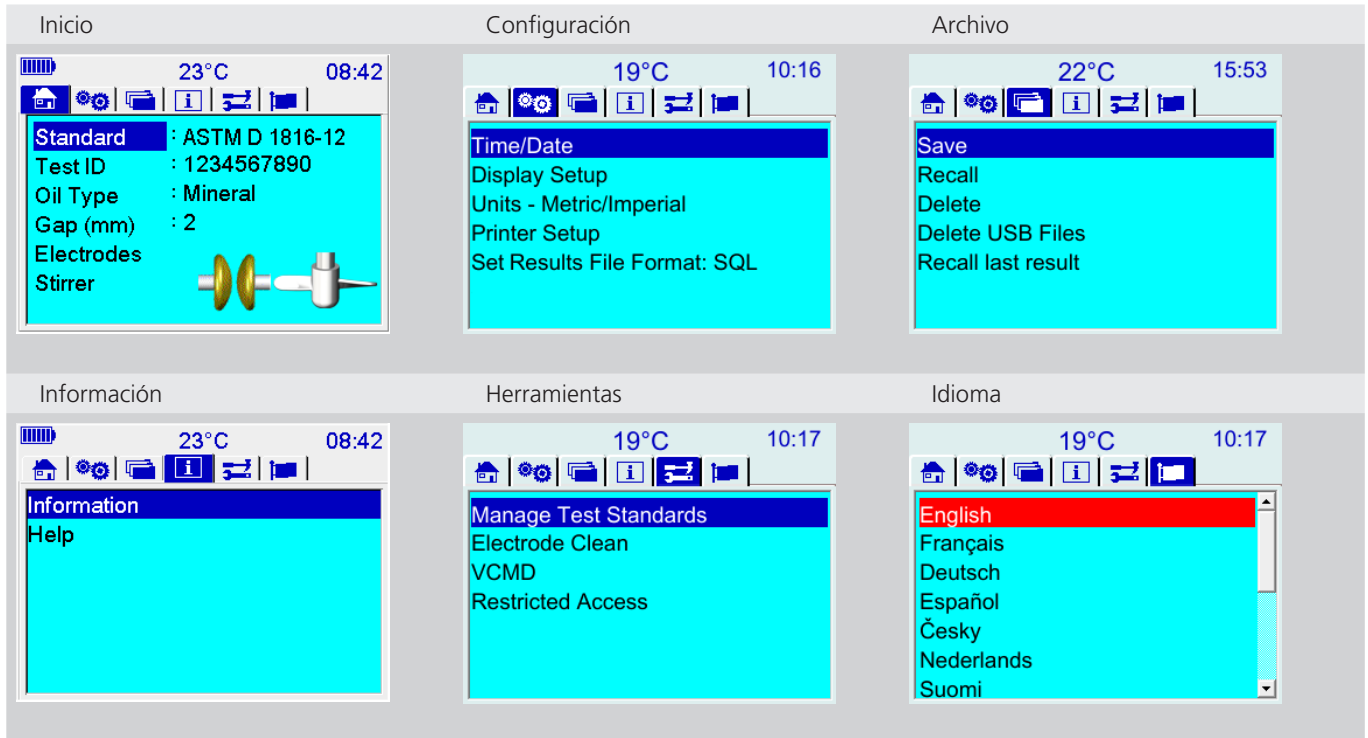 Inicio
23°C 08:42
Standard : ASTM D 1816-12
Test ID : 1234567890
Oil Type : Mineral
Gap (mm) : 2
Electrodes
Stirrer
Configuración
19°C 10:16
Time/Date
Display Setup
Units - Metric/Imperial
Printer Setup
Set Results File Format: SQL
Archivo
22°C 15:53
Save
Recall
Delete
Delete USB Files
Recall last result
Información
23°C 08:42
Information
Help
Herramientas
19°C 10:17
Manage Test Standards
Electrode Clean
VCMD
Restricted Access
Idioma
19°C 10:17
English
Français
Deutsch
Español
Česky
Nederlands
Suomi